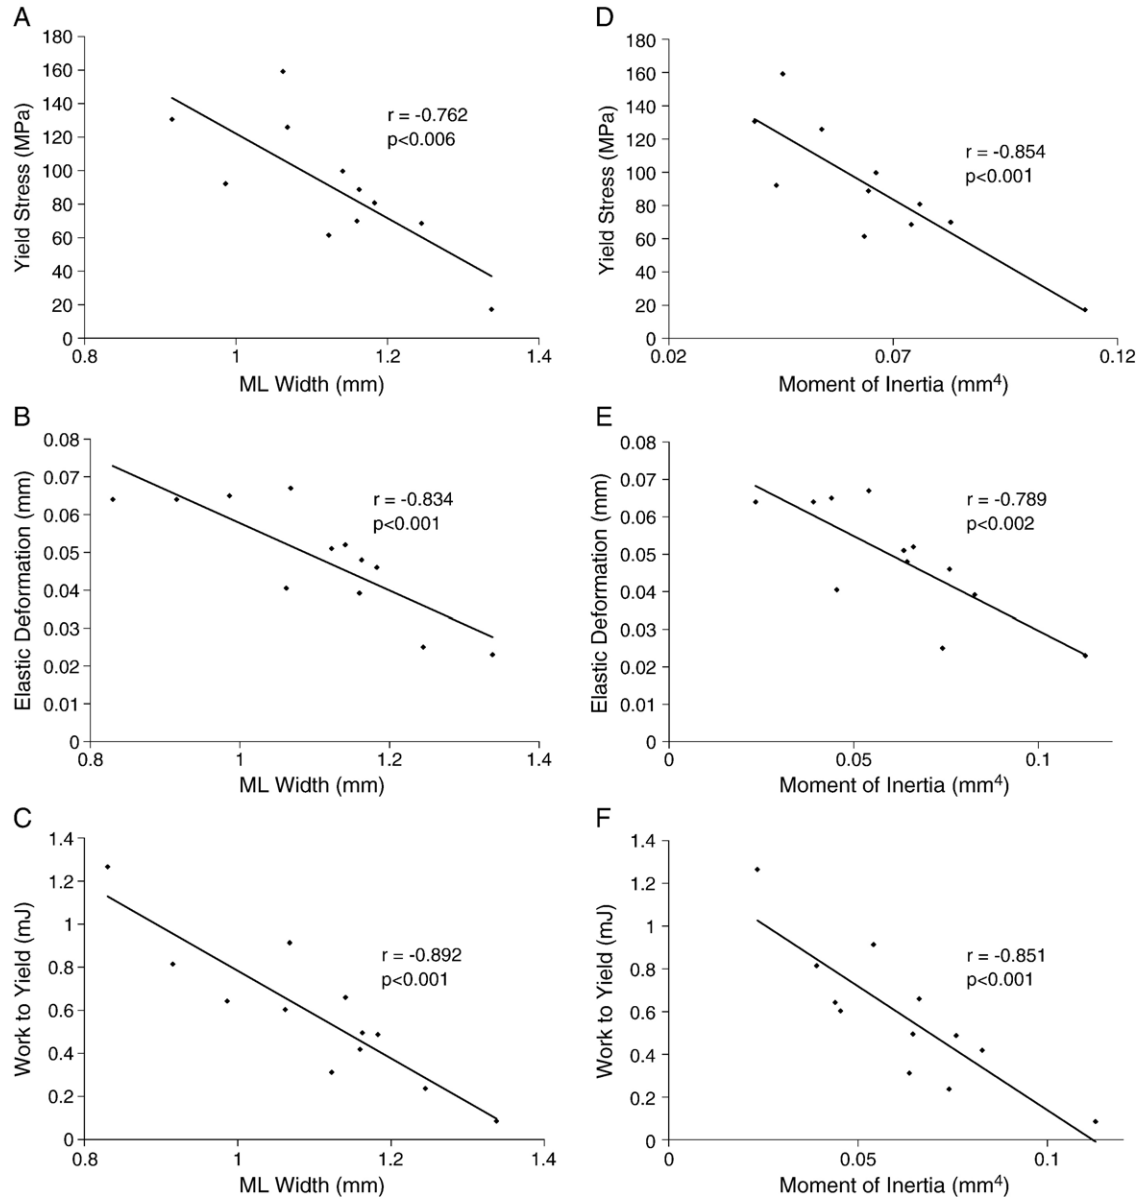 A
Yield Stress (MPa)
180
160
140
120
100
80
60
40
20
0
r = -0.762
p<0.006
0.8
1
1.2
1.4
ML Width (mm)
D
Yield Stress (MPa)
180
160
140
120
100
80
60
40
20
0
r = -0.854
p<0.001
0.02
0.07
0.12
Moment of Inertia (mm⁴)
B
Elastic Deformation (mm)
0.08
0.07
0.06
0.05
0.04
0.03
0.02
0.01
0
r = -0.834
p<0.001
0.8
1
1.2
1.4
ML Width (mm)
E
Elastic Deformation (mm)
0.08
0.07
0.06
0.05
0.04
0.03
0.02
0.01
0
r = -0.789
p<0.002
0
0.05
0.1
Moment of Inertia (mm⁴)
C
Work to Yield (mJ)
1.4
1.2
1
0.8
0.6
0.4
0.2
0
r = -0.892
p<0.001
0.8
1
1.2
1.4
ML Width (mm)
F
Work to Yield (mJ)
1.4
1.2
1
0.8
0.6
0.4
0.2
0
r = -0.851
p<0.001
0
0.05
0.1
Moment of Inertia (mm⁴)